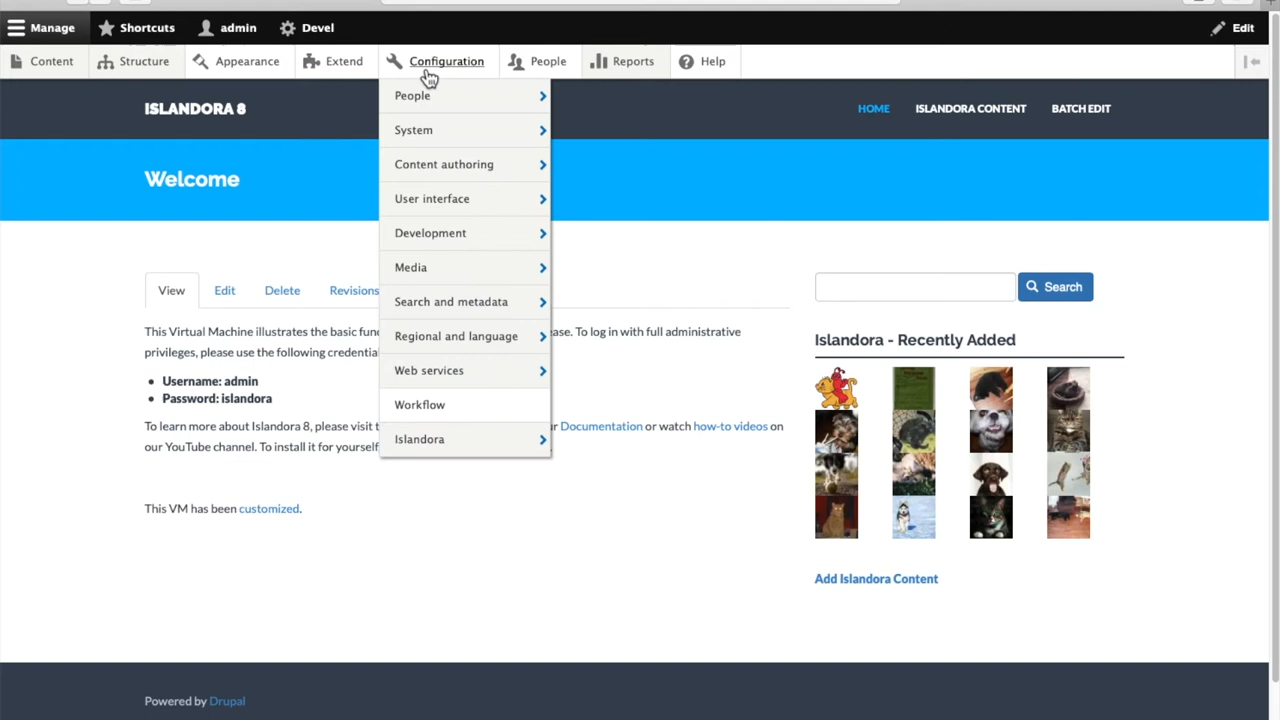 Manage Shortcuts admin Devel Edit
Content Structure Appearance Extend Configuration People Reports Help
People
System
Content authoring
User interface
Development
Media
Search and metadata
Regional and language
Web services
Workflow
Islandora
ISLANDORA 8
HOME ISLANDORA CONTENT BATCH EDIT
Welcome
View Edit Delete Revisions
This Virtual Machine illustrates the basic ease. To log in with full administrative
privileges, please use the following
Username: admin
Password: islandora
To learn more about Islandora 8, please visit Documentation or watch how-to videos on
our YouTube channel. To install it for yourself
This VM has been customized.
Search
Islandora - Recently Added
Add Islandora Content
Powered by Drupal